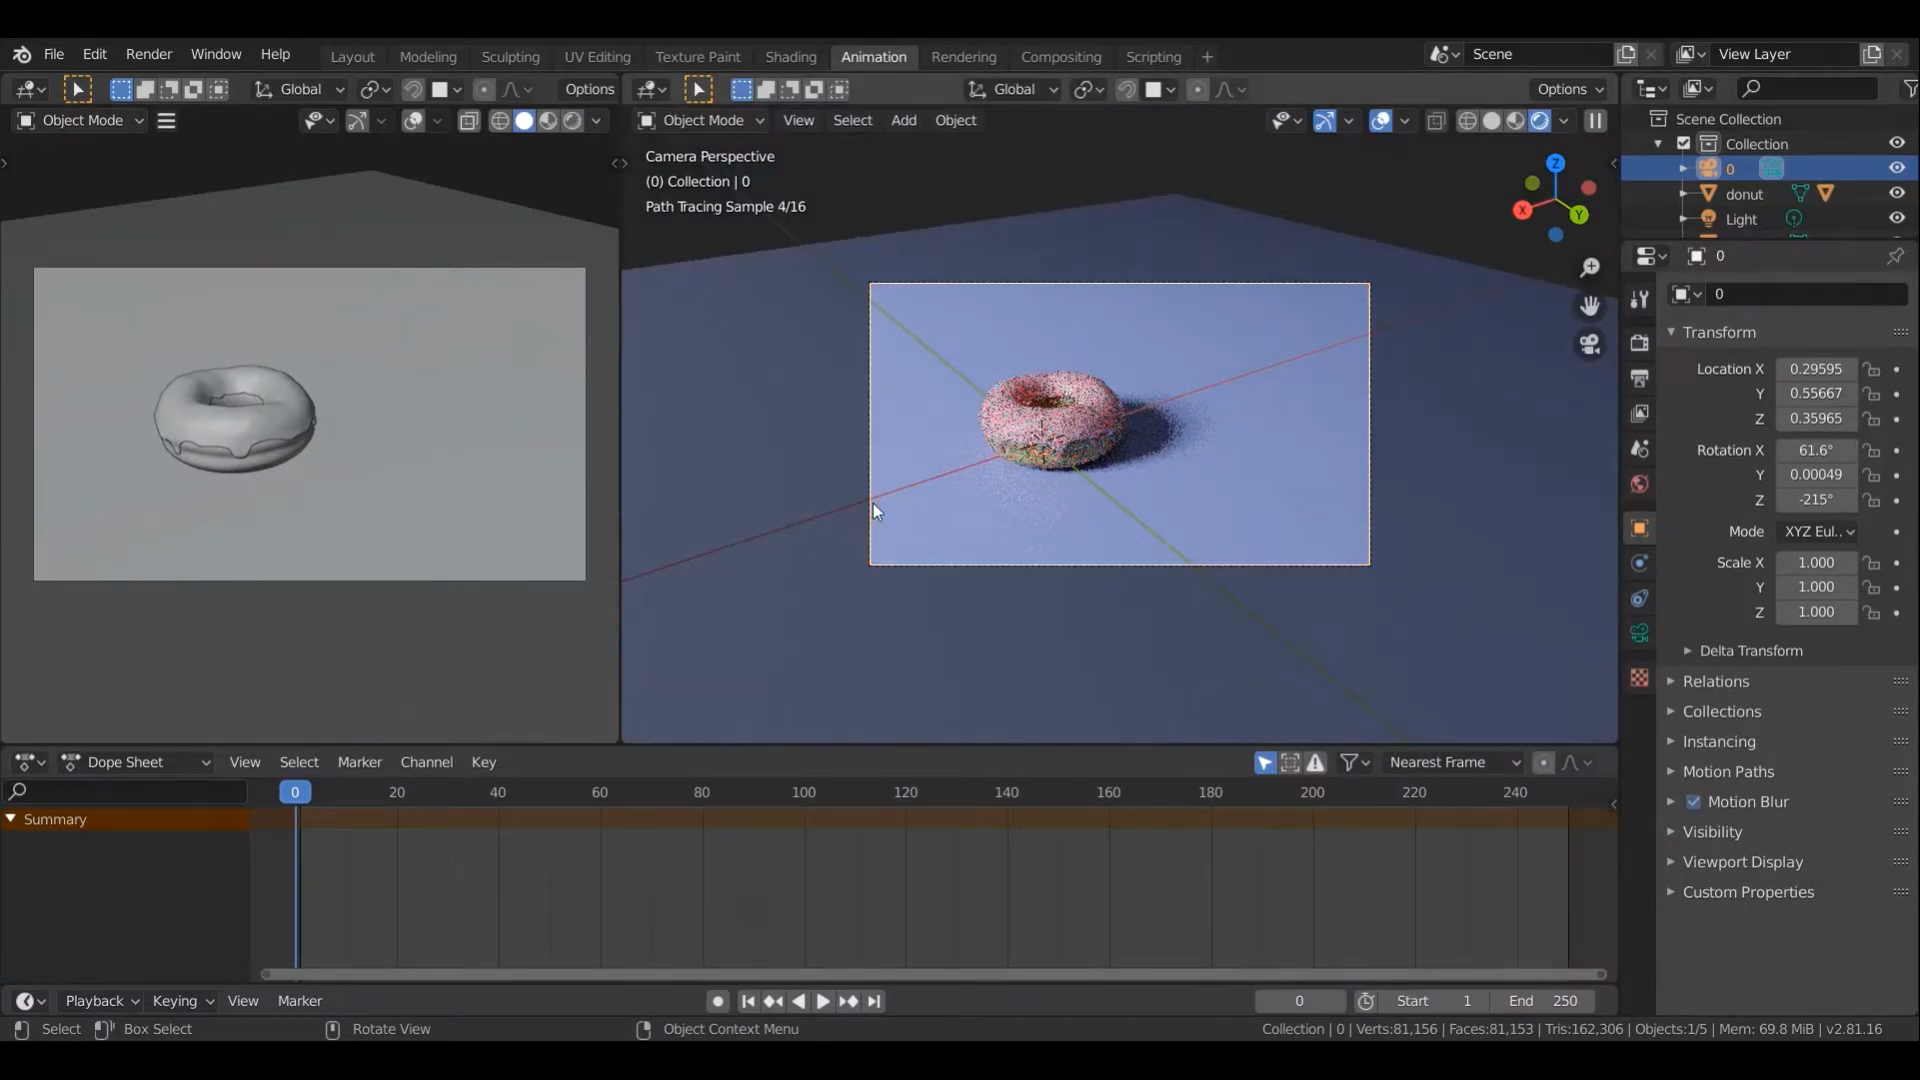 File Edit Render Window Help Layout Modeling Sculpting UV Editing Texture Paint Shading Animation Rendering Compositing Scripting + Scene View Layer
Global Options Global Options
Object Mode Object Mode View Select Add Object
Scene Collection
Collection
0
donut
Light
Camera Perspective
(0) Collection | 0
Path Tracing Sample 4/16
Z
X
Y
0
0
Transform
Location X 0.29595
Y 0.55667
Z 0.35965
Rotation X 61.6°
Y 0.00049
Z -215°
Mode XYZ Eul..
Scale X 1.000
Y 1.000
Z 1.000
Delta Transform
Relations
Collections
Instancing
Motion Paths
Motion Blur
Visibility
Viewport Display
Custom Properties
Dope Sheet View Select Marker Channel Key Nearest Frame
0 20 40 60 80 100 120 140 160 180 200 220 240
Summary
Playback Keying View Marker 0 Start 1 End 250
Select Box Select Rotate View Object Context Menu Collection | 0 | Verts:81,156 | Faces:81,153 | Tris:162,306 | Objects:1/5 | Mem: 69.8 MiB | v2.81.16